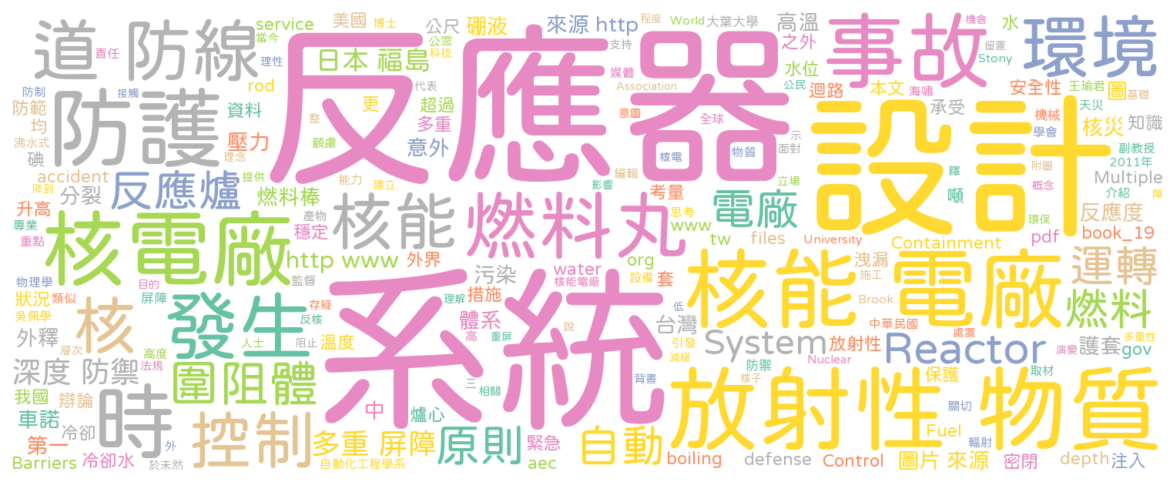 反應器
系統
設計
事故
環境
道 防線
防護
核電廠
核能
燃料丸
核能 電廠
放射性 物質
發生
控制
圍阻體
反應爐
核
時
System
Reactor
電廠
運轉
燃料
自動
原則
多重 屏障
深度 防禦
http www
日本 福島
來源 http
service
美國
博士
公尺
硼液
高溫
機會
程度
World
大葉大學
水
之外
留置
Stony
責任
當今
理性
公眾
科技
支持
防制
接觸
rod
代表
媒體
Association
公民
水位
迴路
本文
海嘯
安全性
圖
基礎
王瑜君
天災
防範
資料
更
超過
均
多重
整
意圖
全球
示
面對
承受
機械
學會
核災
知識
沸水式
碘
壓力
理念
顧慮
意外
核電
物質
編輯
釋
附圖
副教授
2011年
Multiple
accident
分裂
降到
提供
燃料棒
能力
建立
影響
考量
立場
噸
概念
介紹
障
升高
專業
重點
產物
穩定
思考
www
tw
files
University
環保
反應度
pdf
book_19
Containment
外界
org
物理學
目的
監督
污染
water
設備
套
核能電廠
洩漏
施工
狀況
類似
屏障
存疑
措施
理解
低
Brook
吳佩學
反核
體系
高
重屏
說
台灣
引發
中華民國
處置
多重性
外釋
人士
阻止
溫度
減緩
Nuclear
放射性
演變
護套
gov
層次
高度
法規
三
背書
防禦
保護
取材
我國
辯論
中
相關
核子
關切
車諾
冷卻
爐心
Fuel
輻射
第一
外
緊急
Barriers
冷卻水
於未然
自動化工程學系
aec
boiling
defense
Control
圖片 來源
密閉
depth
注入